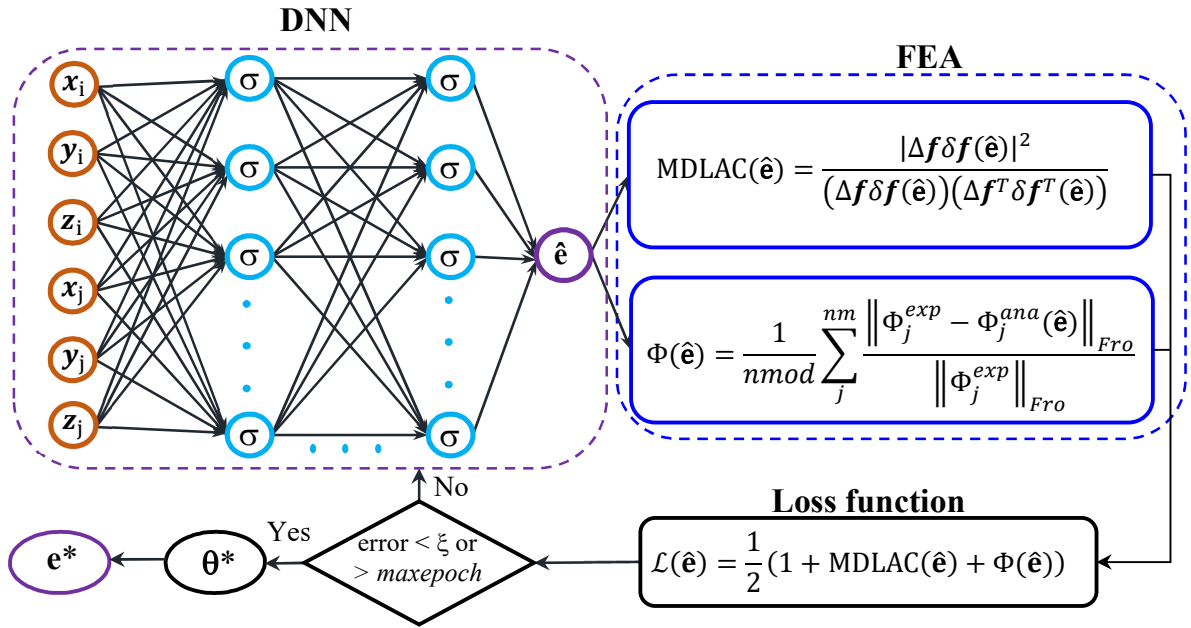 DNN
FEA
x_i
y_i
z_i
x_j
y_j
z_j
σ σ
σ σ
σ σ
σ σ
ê
MDLAC(ê) = |Δfδf(ê)|² / (Δfδf(ê))(Δf^T δf^T(ê))
Φ(ê) = 1/nmod ∑_j^nm ‖Φ_j^exp − Φ_j^ana(ê)‖_Fro / ‖Φ_j^exp‖_Fro
No
Loss function
ℒ(ê) = 1/2 (1 + MDLAC(ê) + Φ(ê))
Yes
error < ξ or
> maxepoch
θ*
e*